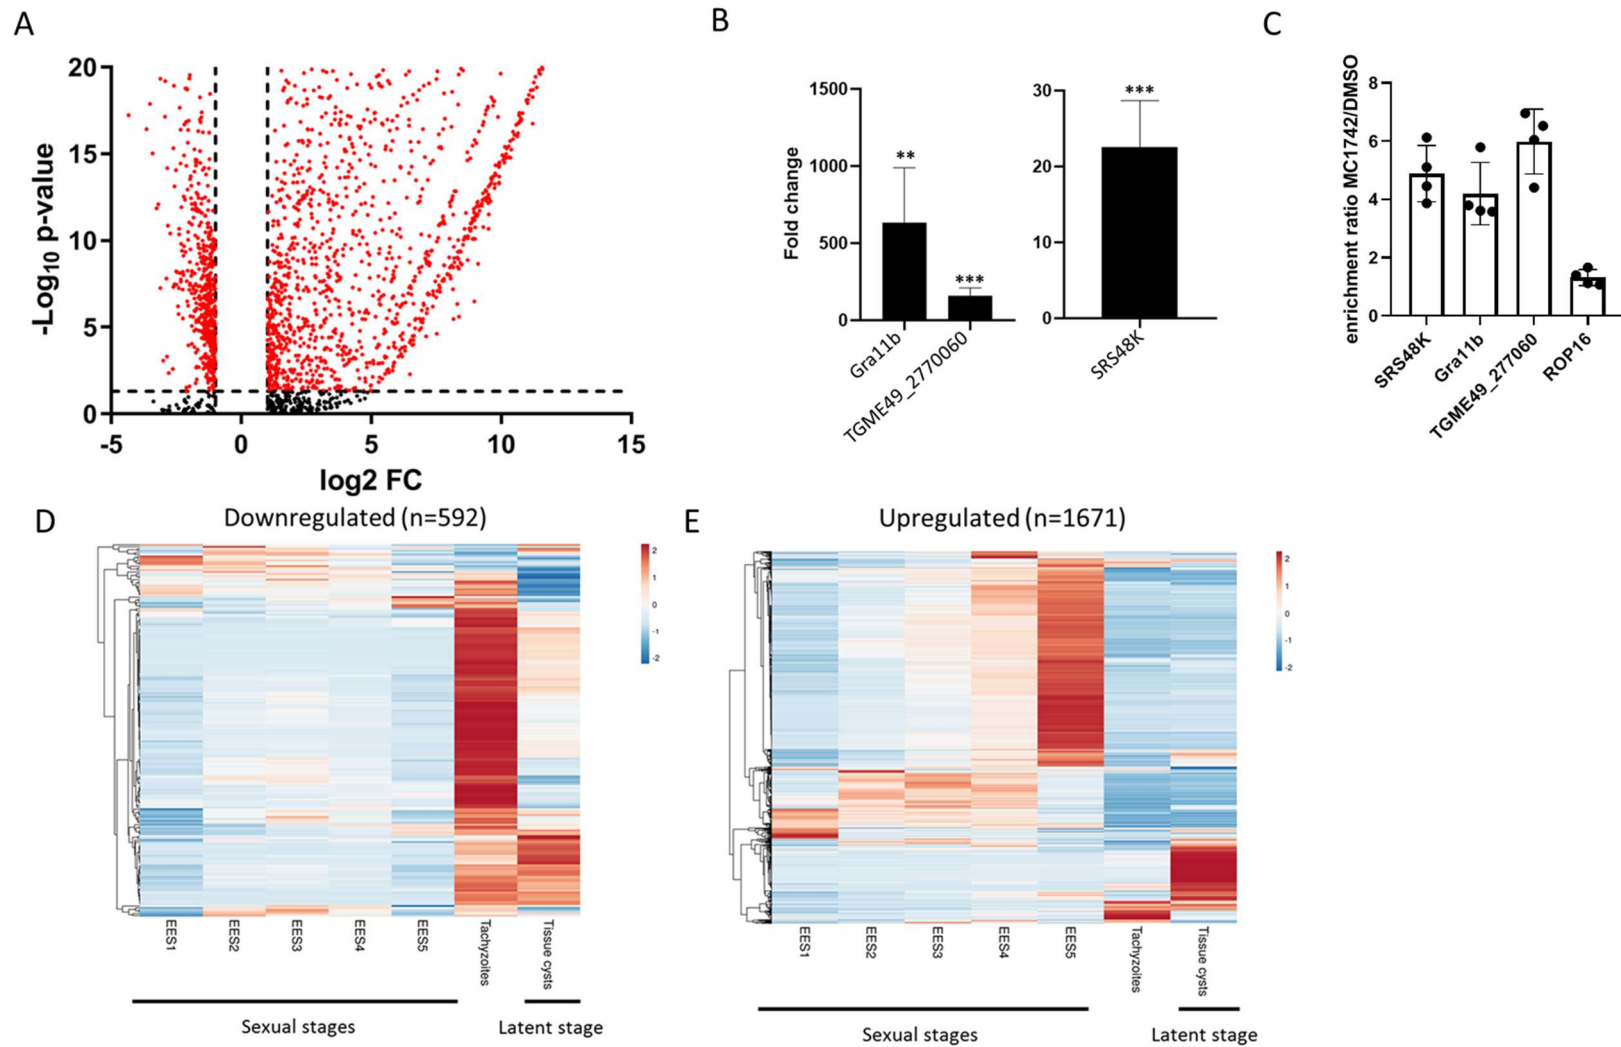 A
B
C
20
15
10
5
0
-Log10 p-value
-5
0
5
10
15
log2 FC
Fold change
1500
1000
500
0
**
***
Gra11b
TGME49_2770060
30
20
10
0
***
SRS48K
enrichment ratio MC1742/DMSO
8
6
4
2
0
SRS48K
Gra11b
TGME49_277060
ROP16
D
Downregulated (n=592)
2
1
0
-1
-2
EES1
EES2
EES3
EES4
EES5
Tachyzoites
Tissue cysts
Sexual stages
Latent stage
E
Upregulated (n=1671)
2
1
0
-1
-2
EES1
EES2
EES3
EES4
EES5
Tachyzoites
Tissue cysts
Sexual stages
Latent stage